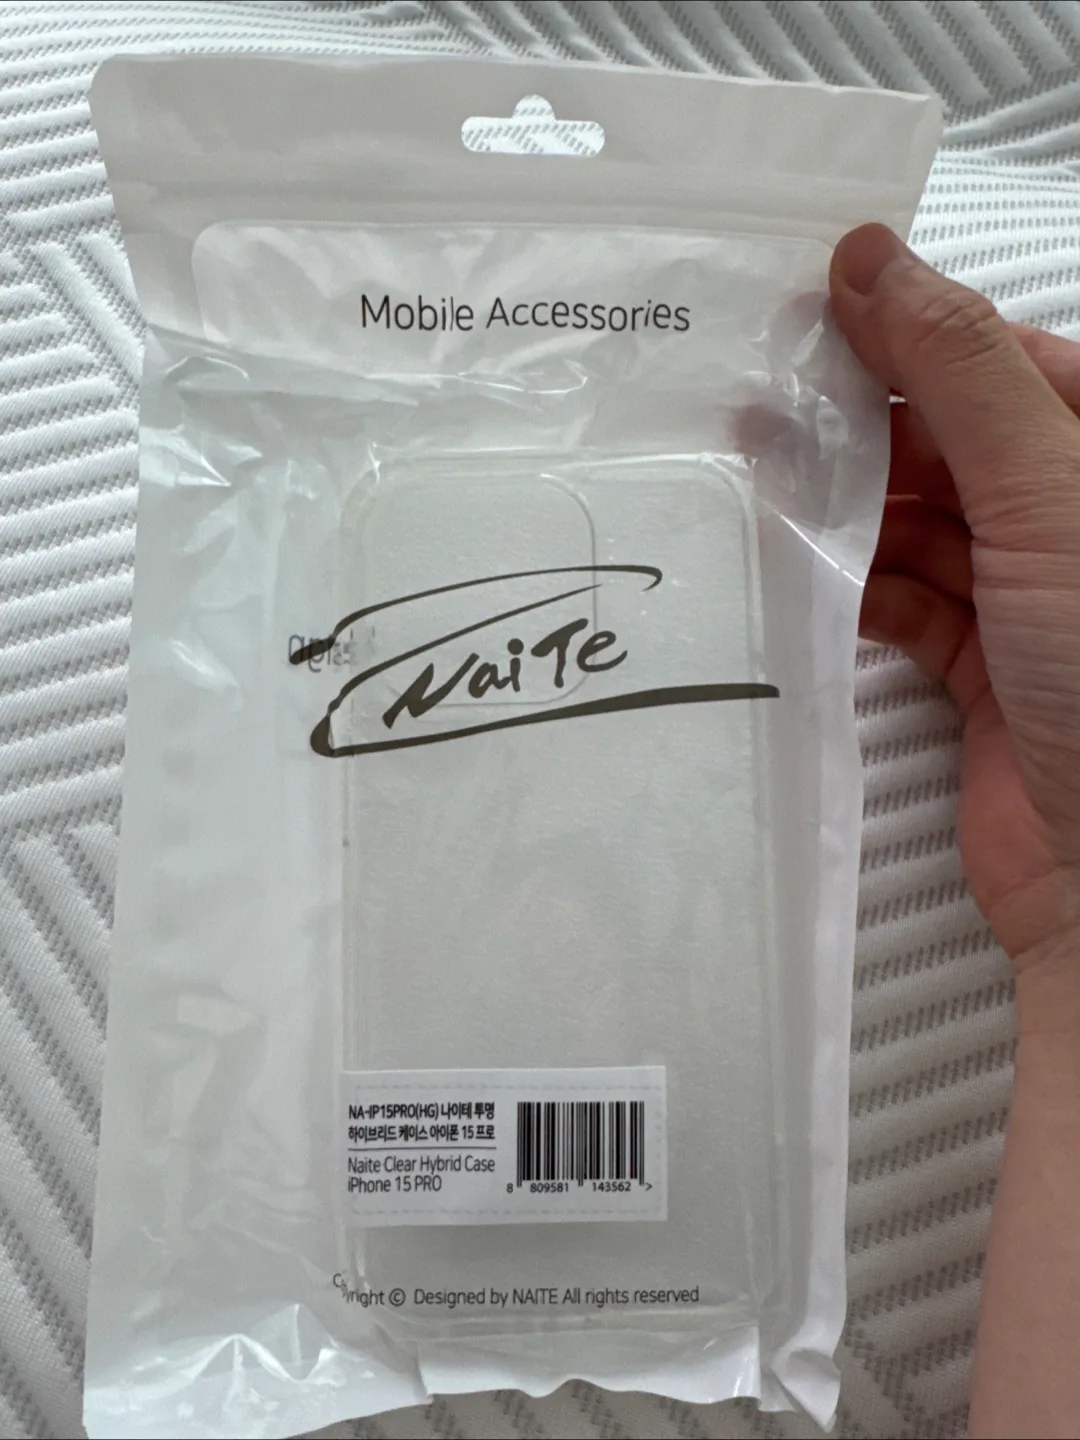 Mobile Accessories
NaiTe
NA-IP15PRO(HG) 나이테 투명
하이브리드 케이스 아이폰 15 프로
Naite Clear Hybrid Case
iPhone 15 PRO
8 809581 143562 >
Copyright © Designed by NAITE All rights reserved